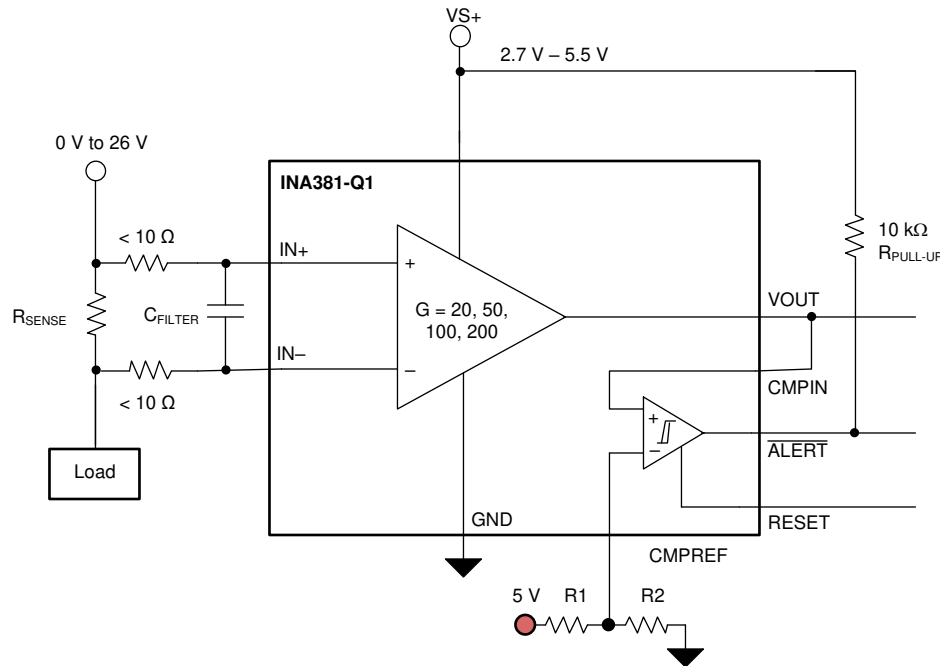 VS+
2.7 V – 5.5 V
0 V to 26 V
INA381-Q1
< 10 Ω
IN+
+
10 kΩ
RPULL-UP
VOUT
RSENSE
CFILTER
G = 20, 50,
100, 200
IN–
–
CMPIN
< 10 Ω
+
–
ALERT
Load
GND
RESET
CMPREF
5 V
R1
R2